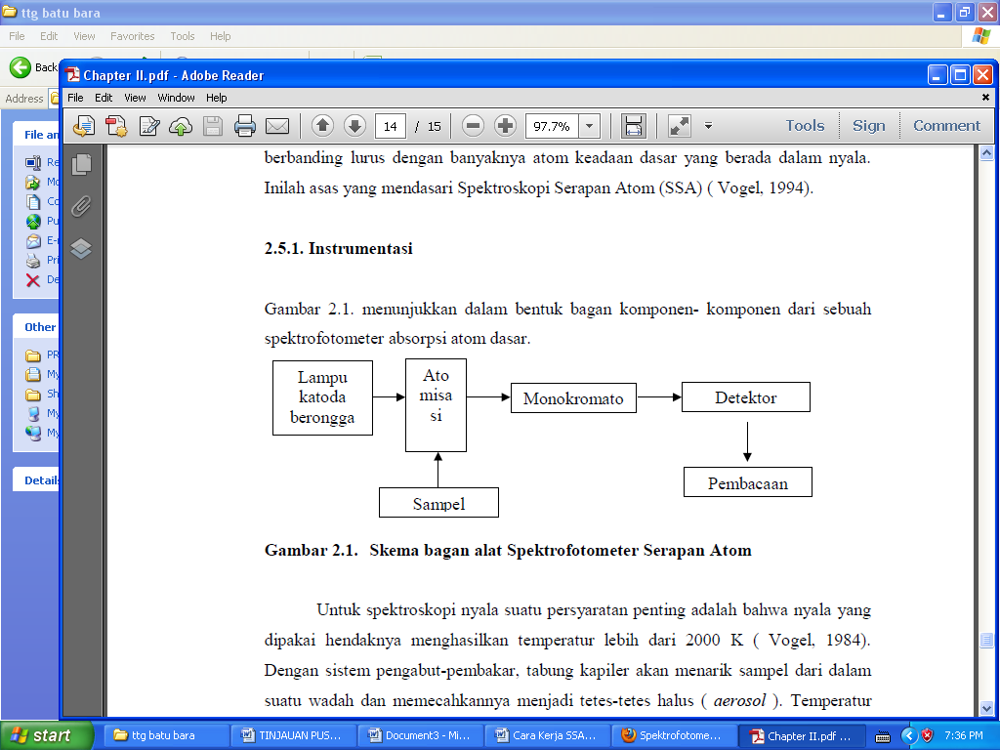 ttg batu bara
File Edit View Favorites Tools Help
Back
Address
Chapter II.pdf - Adobe Reader
File Edit View Window Help
14 / 15 97.7% Tools Sign Comment
File an
Re
Mo
Co
Pu
E-
Pri
De
Other
PR
My
Sh
My
My
Details
berbanding lurus dengan banyaknya atom keadaan dasar yang berada dalam nyala.
Inilah asas yang mendasari Spektroskopi Serapan Atom (SSA) ( Vogel, 1994).
2.5.1. Instrumentasi
Gambar 2.1. menunjukkan dalam bentuk bagan komponen- komponen dari sebuah
spektrofotometer absorpsi atom dasar.
Lampu
katoda
berongga
Ato
misa
si
Monokromato
Detektor
Sampel
Pembacaan
Gambar 2.1. Skema bagan alat Spektrofotometer Serapan Atom
Untuk spektroskopi nyala suatu persyaratan penting adalah bahwa nyala yang
dipakai hendaknya menghasilkan temperatur lebih dari 2000 K ( Vogel, 1984).
Dengan sistem pengabut-pembakar, tabung kapiler akan menarik sampel dari dalam
suatu wadah dan memecahkannya menjadi tetes-tetes halus ( aerosol ). Temperatur
start ttg batu bara TINJAUAN PUS... Document3 - Mi... Cara Kerja SSA... Spektrofotome... Chapter II.pdf ... 7:36 PM